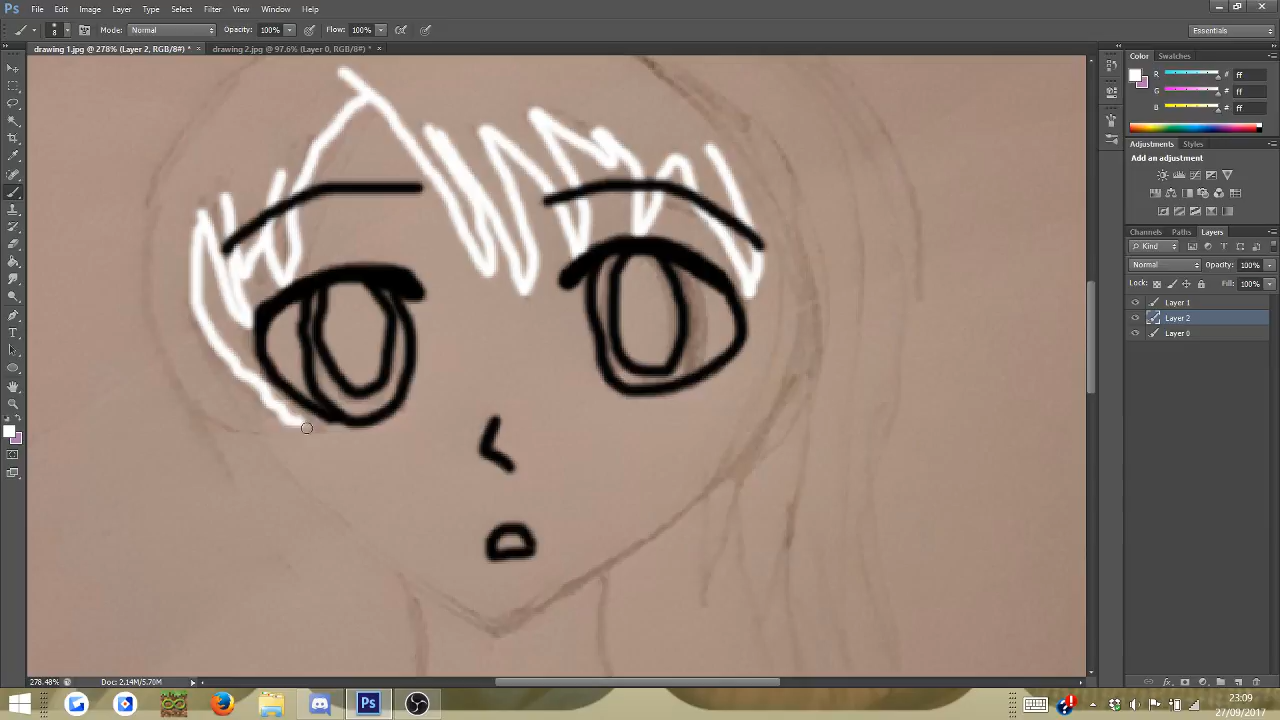 Ps File Edit Image Layer Type Select Filter View Window Help
8 Mode: Normal Opacity: 100% Flow: 100% Essentials
drawing 1.jpg @ 278% (Layer 2, RGB/8#) * × drawing 2.jpg @ 97.6% (Layer 0, RGB/8#) * ×
Color Swatches
R # ff
G # ff
B # ff
Adjustments Styles
Add an adjustment
Channels Paths Layers
Kind
Normal Opacity: 100%
Lock: Fill: 100%
Layer 1
Layer 2
Layer 0
278.48% Doc: 2.14M/5.70M
Ps
23:09
27/09/2017